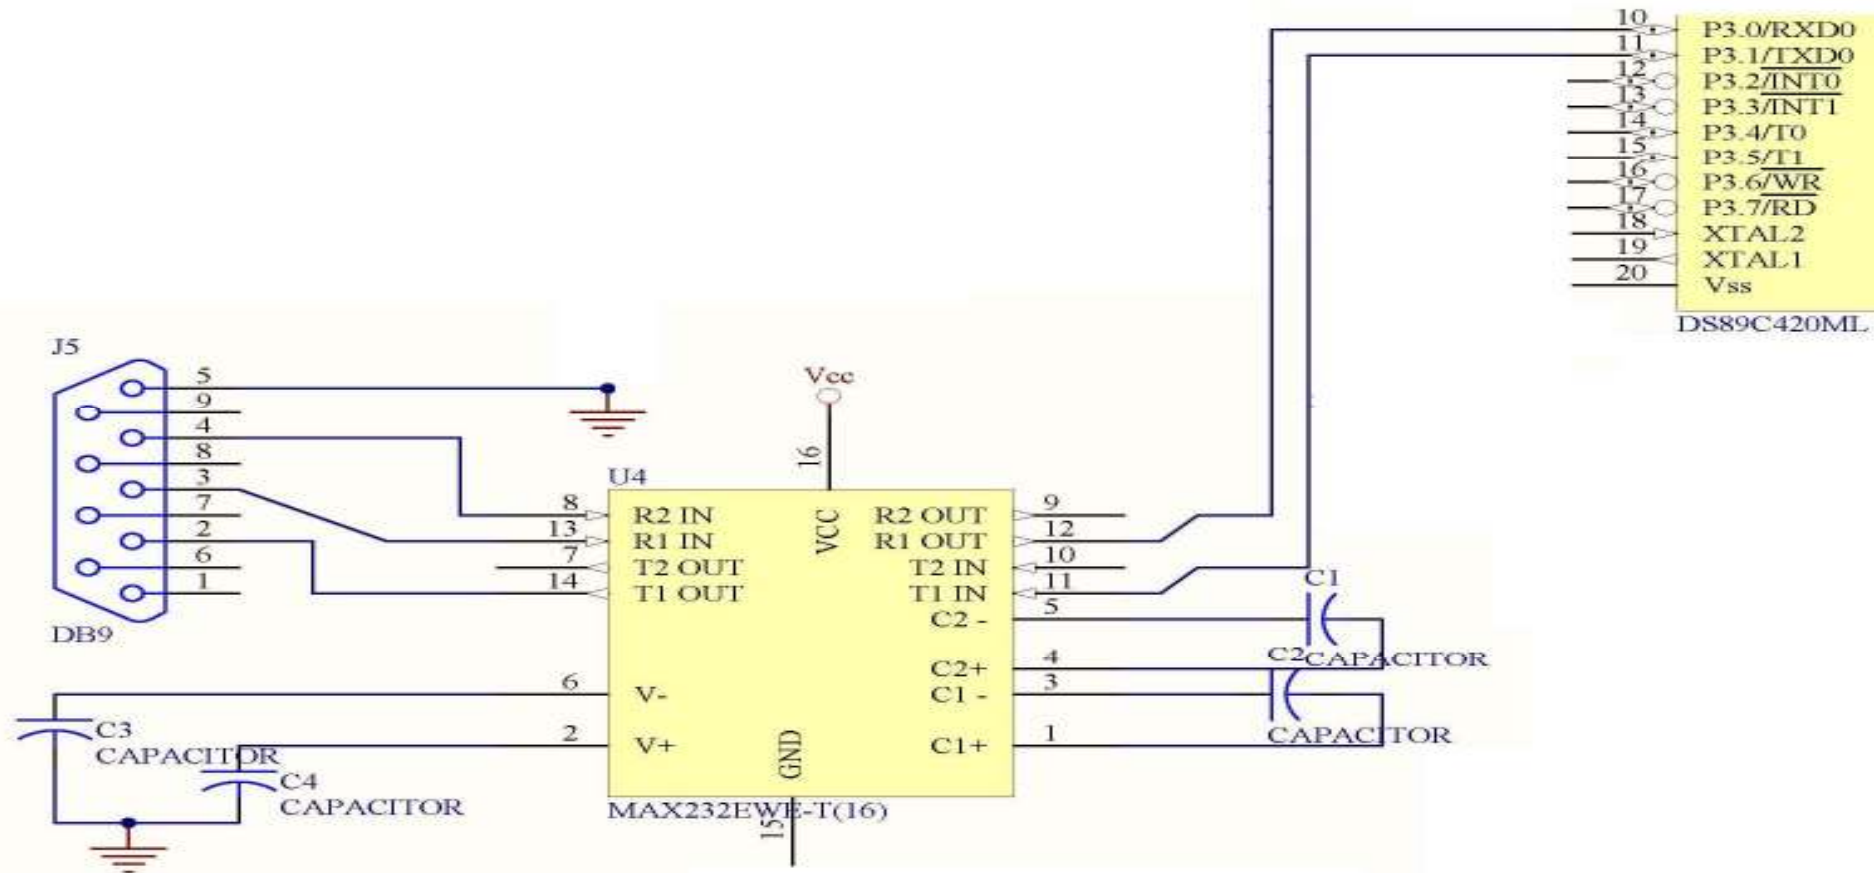 10 P3.0/RXD0
11 P3.1/TXD0
12 P3.2/INT0
13 P3.3/INT1
14 P3.4/T0
15 P3.5/T1
16 P3.6/WR
17 P3.7/RD
18 XTAL2
19 XTAL1
20 Vss
DS89C420ML
J5
5
9
4
8
3
7
2
6
1
DB9
Vcc
16
U4
8 R2 IN
13 R1 IN
7 T2 OUT
14 T1 OUT
6 V-
2 V+
VCC
GND
R2 OUT 9
R1 OUT 12
T2 IN 10
T1 IN 11
C2 - 5
C2+ 4
C1 - 3
C1+ 1
MAX232EWE-T(16)
15
C1
CAPACITOR
C2
CAPACITOR
C3
CAPACITOR
C4
CAPACITOR